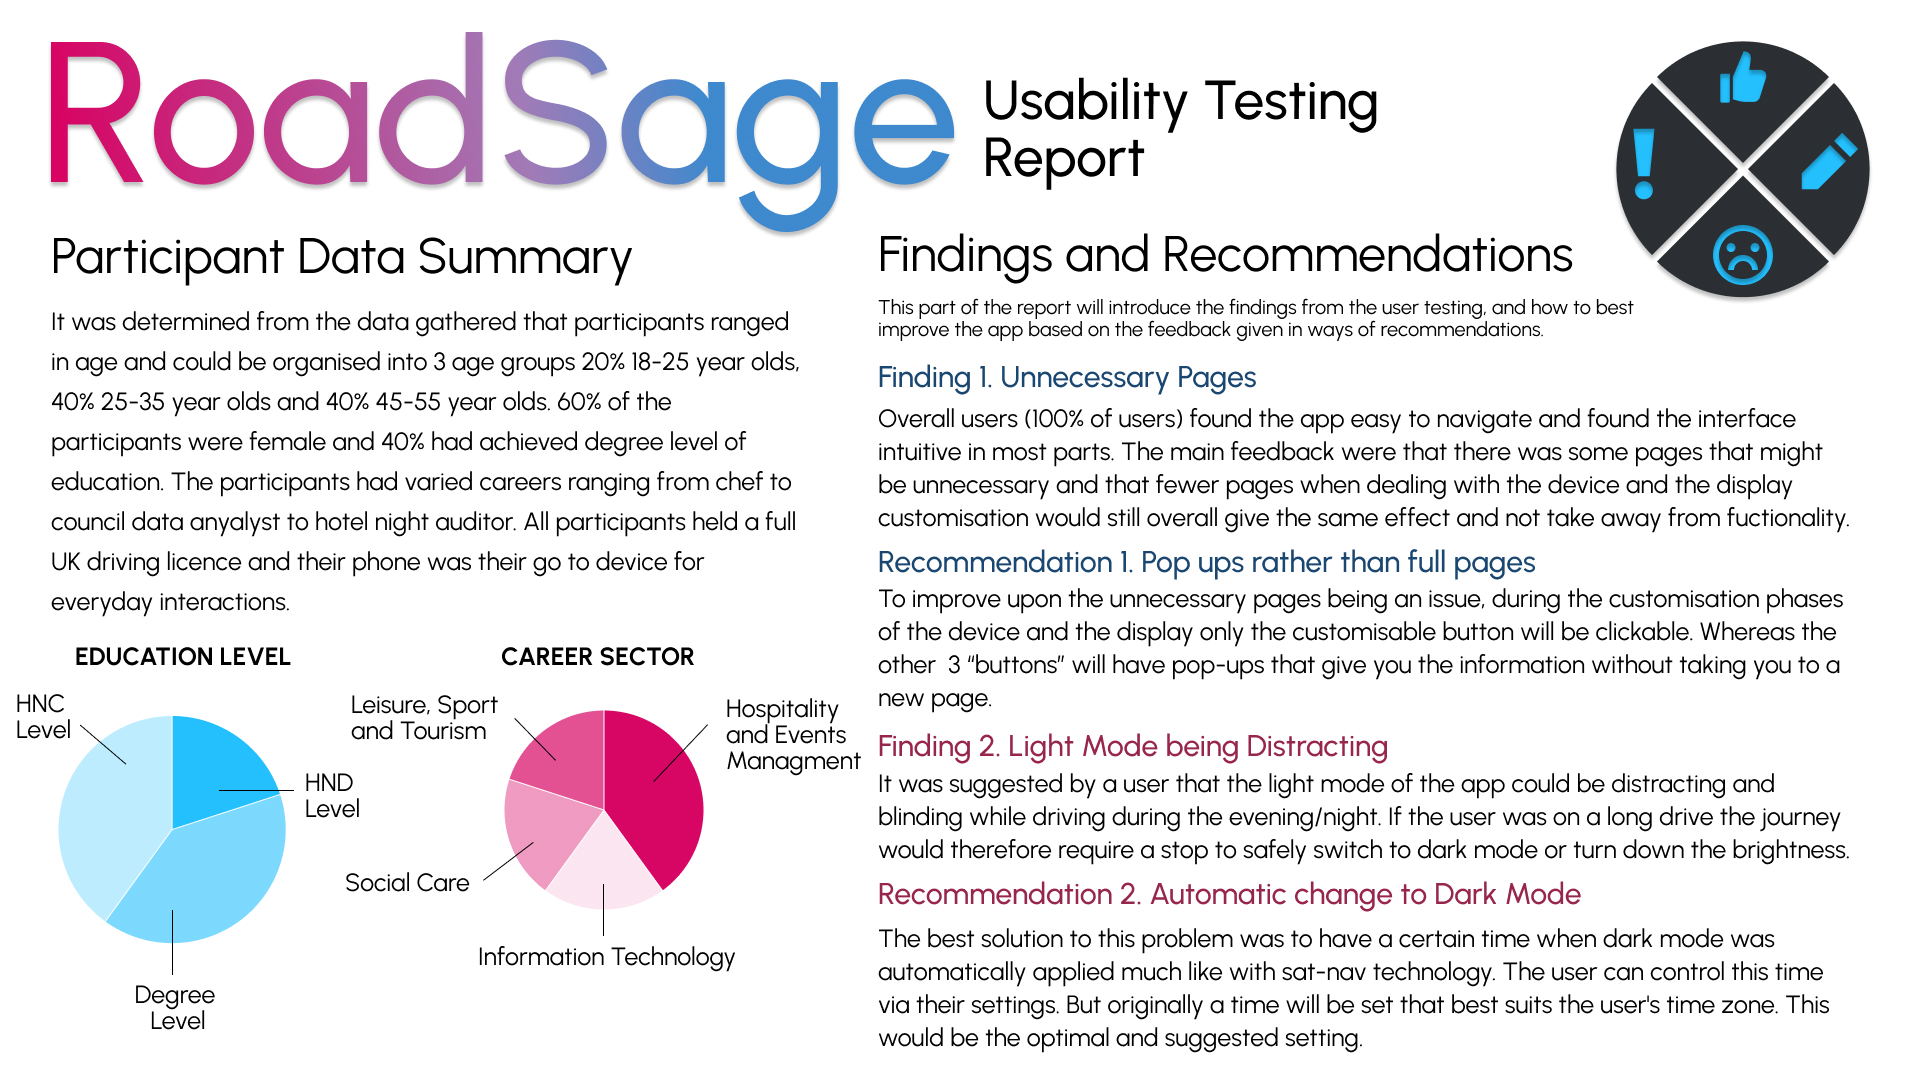 RoadSage
Usability Testing
Report
Participant Data Summary
It was determined from the data gathered that participants ranged
in age and could be organised into 3 age groups 20% 18-25 year olds,
40% 25-35 year olds and 40% 45-55 year olds. 60% of the
participants were female and 40% had achieved degree level of
education. The participants had varied careers ranging from chef to
council data anyalyst to hotel night auditor. All participants held a full
UK driving licence and their phone was their go to device for
everyday interactions.
EDUCATION LEVEL
HNC
Level
HND
Level
Degree
Level
CAREER SECTOR
Leisure, Sport
and Tourism
Hospitality
and Events
Managment
Social Care
Information Technology
Findings and Recommendations
This part of the report will introduce the findings from the user testing, and how to best
improve the app based on the feedback given in ways of recommendations.
Finding 1. Unnecessary Pages
Overall users (100% of users) found the app easy to navigate and found the interface
intuitive in most parts. The main feedback were that there was some pages that might
be unnecessary and that fewer pages when dealing with the device and the display
customisation would still overall give the same effect and not take away from fuctionality.
Recommendation 1. Pop ups rather than full pages
To improve upon the unnecessary pages being an issue, during the customisation phases
of the device and the display only the customisable button will be clickable. Whereas the
other  3 “buttons” will have pop-ups that give you the information without taking you to a
new page.
Finding 2. Light Mode being Distracting
It was suggested by a user that the light mode of the app could be distracting and
blinding while driving during the evening/night. If the user was on a long drive the journey
would therefore require a stop to safely switch to dark mode or turn down the brightness.
Recommendation 2. Automatic change to Dark Mode
The best solution to this problem was to have a certain time when dark mode was
automatically applied much like with sat-nav technology. The user can control this time
via their settings. But originally a time will be set that best suits the user's time zone. This
would be the optimal and suggested setting.